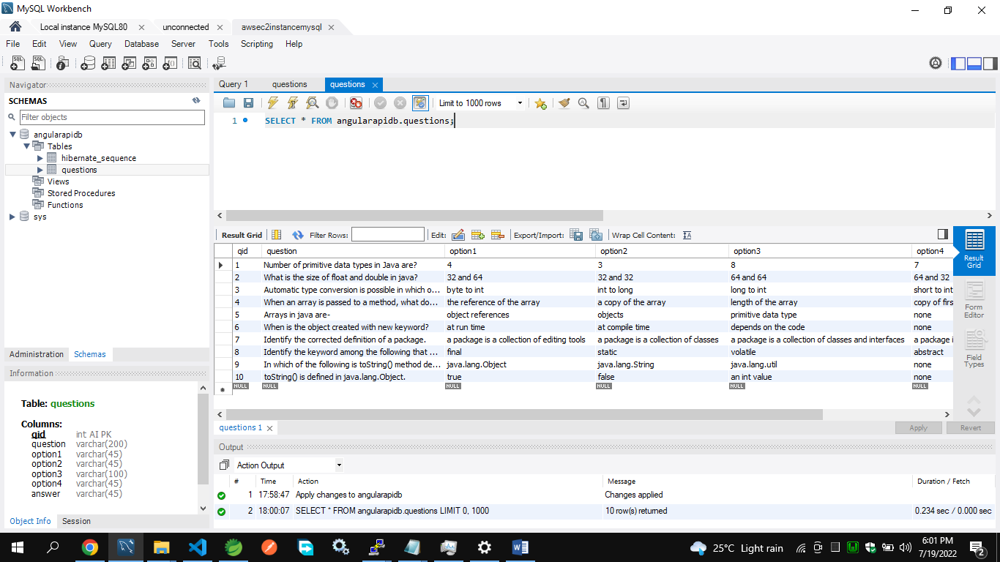 MySQL Workbench
Local instance MySQL80 unconnected awsec2instancemysql
File Edit View Query Database Server Tools Scripting Help
Navigator
SCHEMAS
Filter objects
angularapidb
Tables
hibernate_sequence
questions
Views
Stored Procedures
Functions
sys
Administration Schemas
Information
Table: questions
Columns:
qid int AI PK
question varchar(200)
option1 varchar(45)
option2 varchar(45)
option3 varchar(100)
option4 varchar(45)
answer varchar(45)
Object Info Session
Query 1 questions questions
Limit to 1000 rows
1 SELECT * FROM angularapidb.questions;
Result Grid Filter Rows: Edit: Export/Import: Wrap Cell Content:
qid question option1 option2 option3 option4
1 Number of primitive data types in Java are? 4 3 8 7
2 What is the size of float and double in java? 32 and 64 32 and 32 64 and 64 64 and 32
3 Automatic type conversion is possible in which o... byte to int int to long long to int short to int
4 When an array is passed to a method, what do... the reference of the array a copy of the array length of the array copy of firs
5 Arrays in java are- object references objects primitive data type none
6 When is the object created with new keyword? at run time at compile time depends on the code none
7 Identify the corrected definition of a package. a package is a collection of editing tools a package is a collection of classes a package is a collection of classes and interfaces a package i
8 Identify the keyword among the following that ... final static volatile abstract
9 In which of the following is toString() method de... java.lang.Object java.lang.String java.lang.util none
10 toString() is defined in java.lang.Object. true false an int value none
NULL NULL NULL NULL NULL NULL
Result Grid
Form Editor
Field Types
questions 1 Apply Revert
Output
Action Output
# Time Action Message Duration / Fetch
1 17:58:47 Apply changes to angularapidb Changes applied
2 18:00:07 SELECT * FROM angularapidb.questions LIMIT 0, 1000 10 row(s) returned 0.234 sec / 0.000 sec
25°C Light rain
6:01 PM
7/19/2022
2